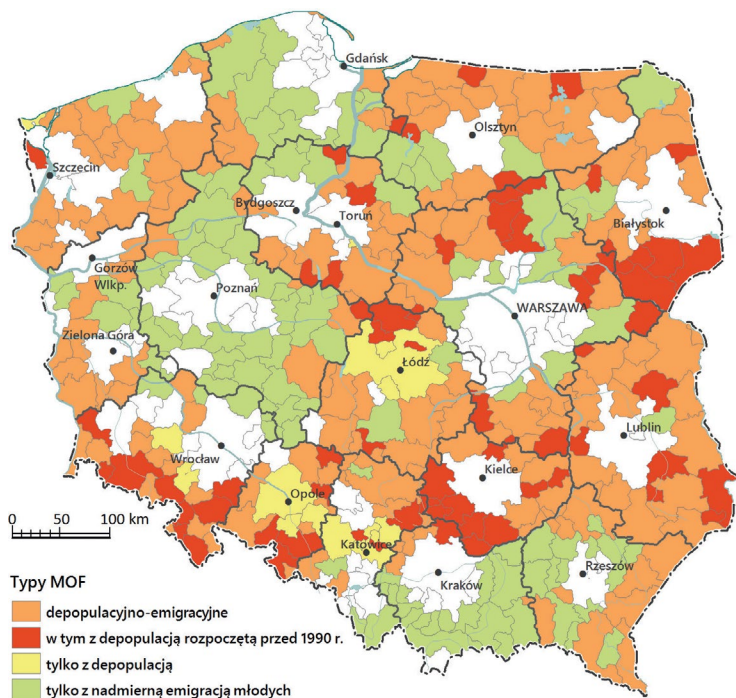 Gdańsk
Olsztyn
Szczecin
Bydgoszcz
Toruń
Białystok
Gorzów
Wlkp.
Poznań
WARSZAWA
Zielona Góra
Łódź
Lublin
Wrocław
Kielce
Opole
Katowice
Kraków
Rzeszów
0 50 100 km
Typy MOF
depopulacyjno-emigracyjne
w tym z depopulacją rozpoczętą przed 1990 r.
tylko z depopulacją
tylko z nadmierną emigracją młodych